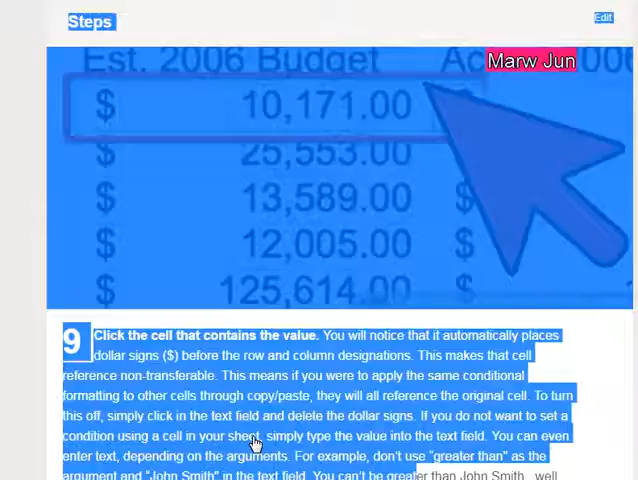 Steps
Edit
Est. 2006 Budget Ac 006
Marw Jun
$ 10,171.00
$ 25,553.00 $
$ 13,589.00 $
$ 12,005.00 $
$ 125,614.00
9 Click the cell that contains the value. You will notice that it automatically places
dollar signs ($) before the row and column designations. This makes that cell
reference non-transferable. This means if you were to apply the same conditional
formatting to other cells through copy/paste, they will all reference the original cell. To turn
this off, simply click in the text field and delete the dollar signs. If you do not want to set a
condition using a cell in your sheet, simply type the value into the text field. You can even
enter text, depending on the arguments. For example, don't use "greater than" as the
argument and "John Smith" in the text field. You can't be greater than John Smith...well